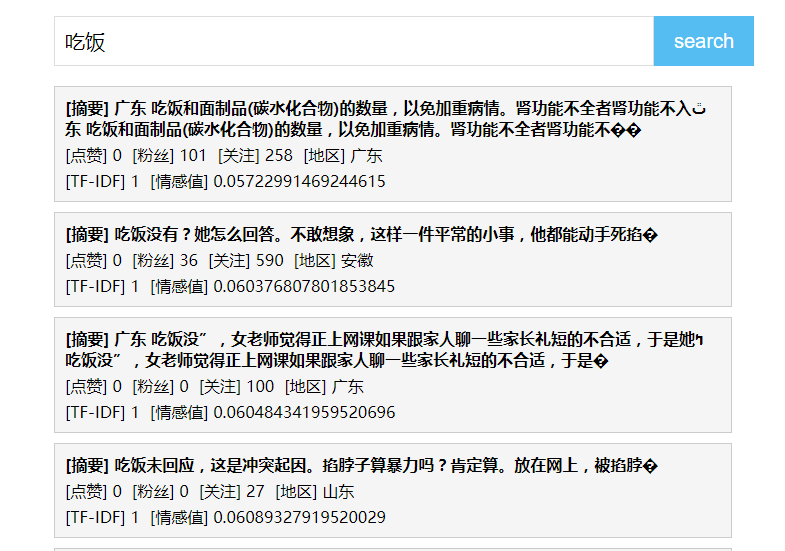 吃饭
search
[摘要] 广东 吃饭和面制品(碳水化合物)的数量，以免加重病情。肾功能不全者肾功能不入
东 吃饭和面制品(碳水化合物)的数量，以免加重病情。肾功能不全者肾功能不��
[点赞] 0 [粉丝] 101 [关注] 258 [地区] 广东
[TF-IDF] 1 [情感值] 0.05722991469244615
[摘要] 吃饭没有？她怎么回答。不敢想象，这样一件平常的小事，他都能动手死掐�
[点赞] 0 [粉丝] 36 [关注] 590 [地区] 安徽
[TF-IDF] 1 [情感值] 0.060376807801853845
[摘要] 广东 吃饭没”，女老师觉得正上网课如果跟家人聊一些家长礼短的不合适，于是她
吃饭没”，女老师觉得正上网课如果跟家人聊一些家长礼短的不合适，于是�
[点赞] 0 [粉丝] 0 [关注] 100 [地区] 广东
[TF-IDF] 1 [情感值] 0.060484341959520696
[摘要] 吃饭未回应，这是冲突起因。掐脖子算暴力吗？肯定算。放在网上，被掐脖�
[点赞] 0 [粉丝] 0 [关注] 27 [地区] 山东
[TF-IDF] 1 [情感值] 0.06089327919520029